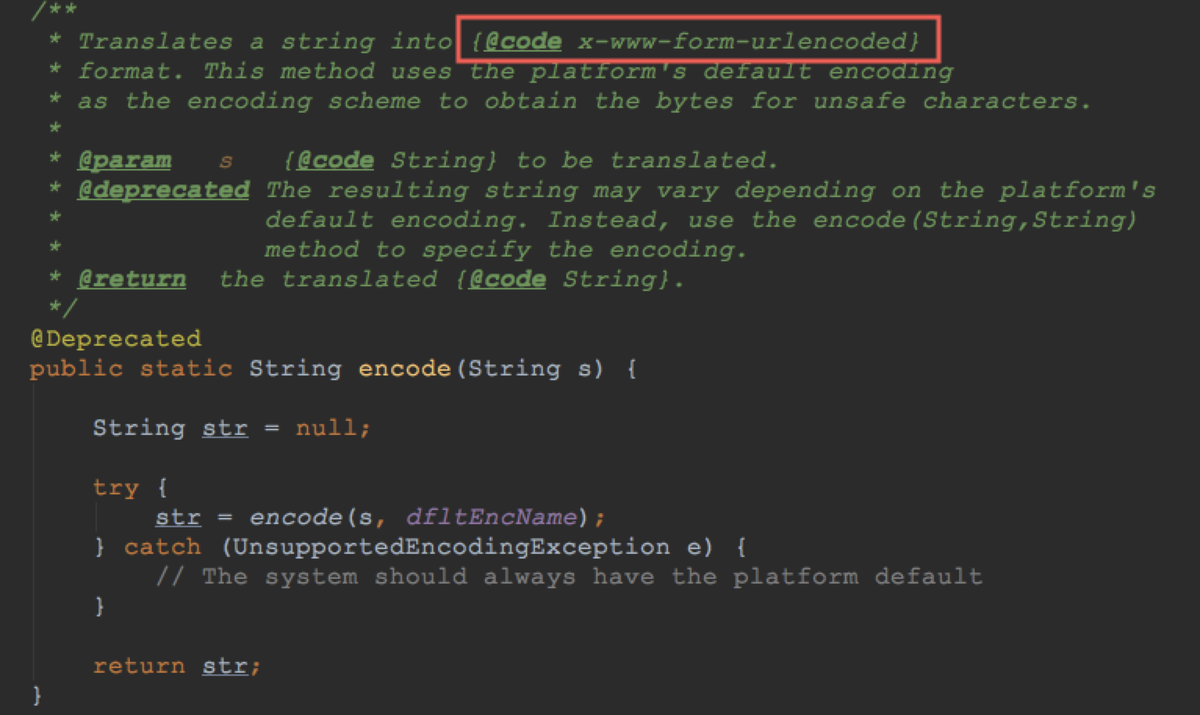 /**
 * Translates a string into {@code x-www-form-urlencoded}
 * format. This method uses the platform's default encoding
 * as the encoding scheme to obtain the bytes for unsafe characters.
 *
 * @param   s   {@code String} to be translated.
 * @deprecated The resulting string may vary depending on the platform's
 *             default encoding. Instead, use the encode(String,String)
 *             method to specify the encoding.
 * @return  the translated {@code String}.
 */
@Deprecated
public static String encode(String s) {
    String str = null;
    try {
        str = encode(s, dfltEncName);
    } catch (UnsupportedEncodingException e) {
        // The system should always have the platform default
    }
    return str;
}